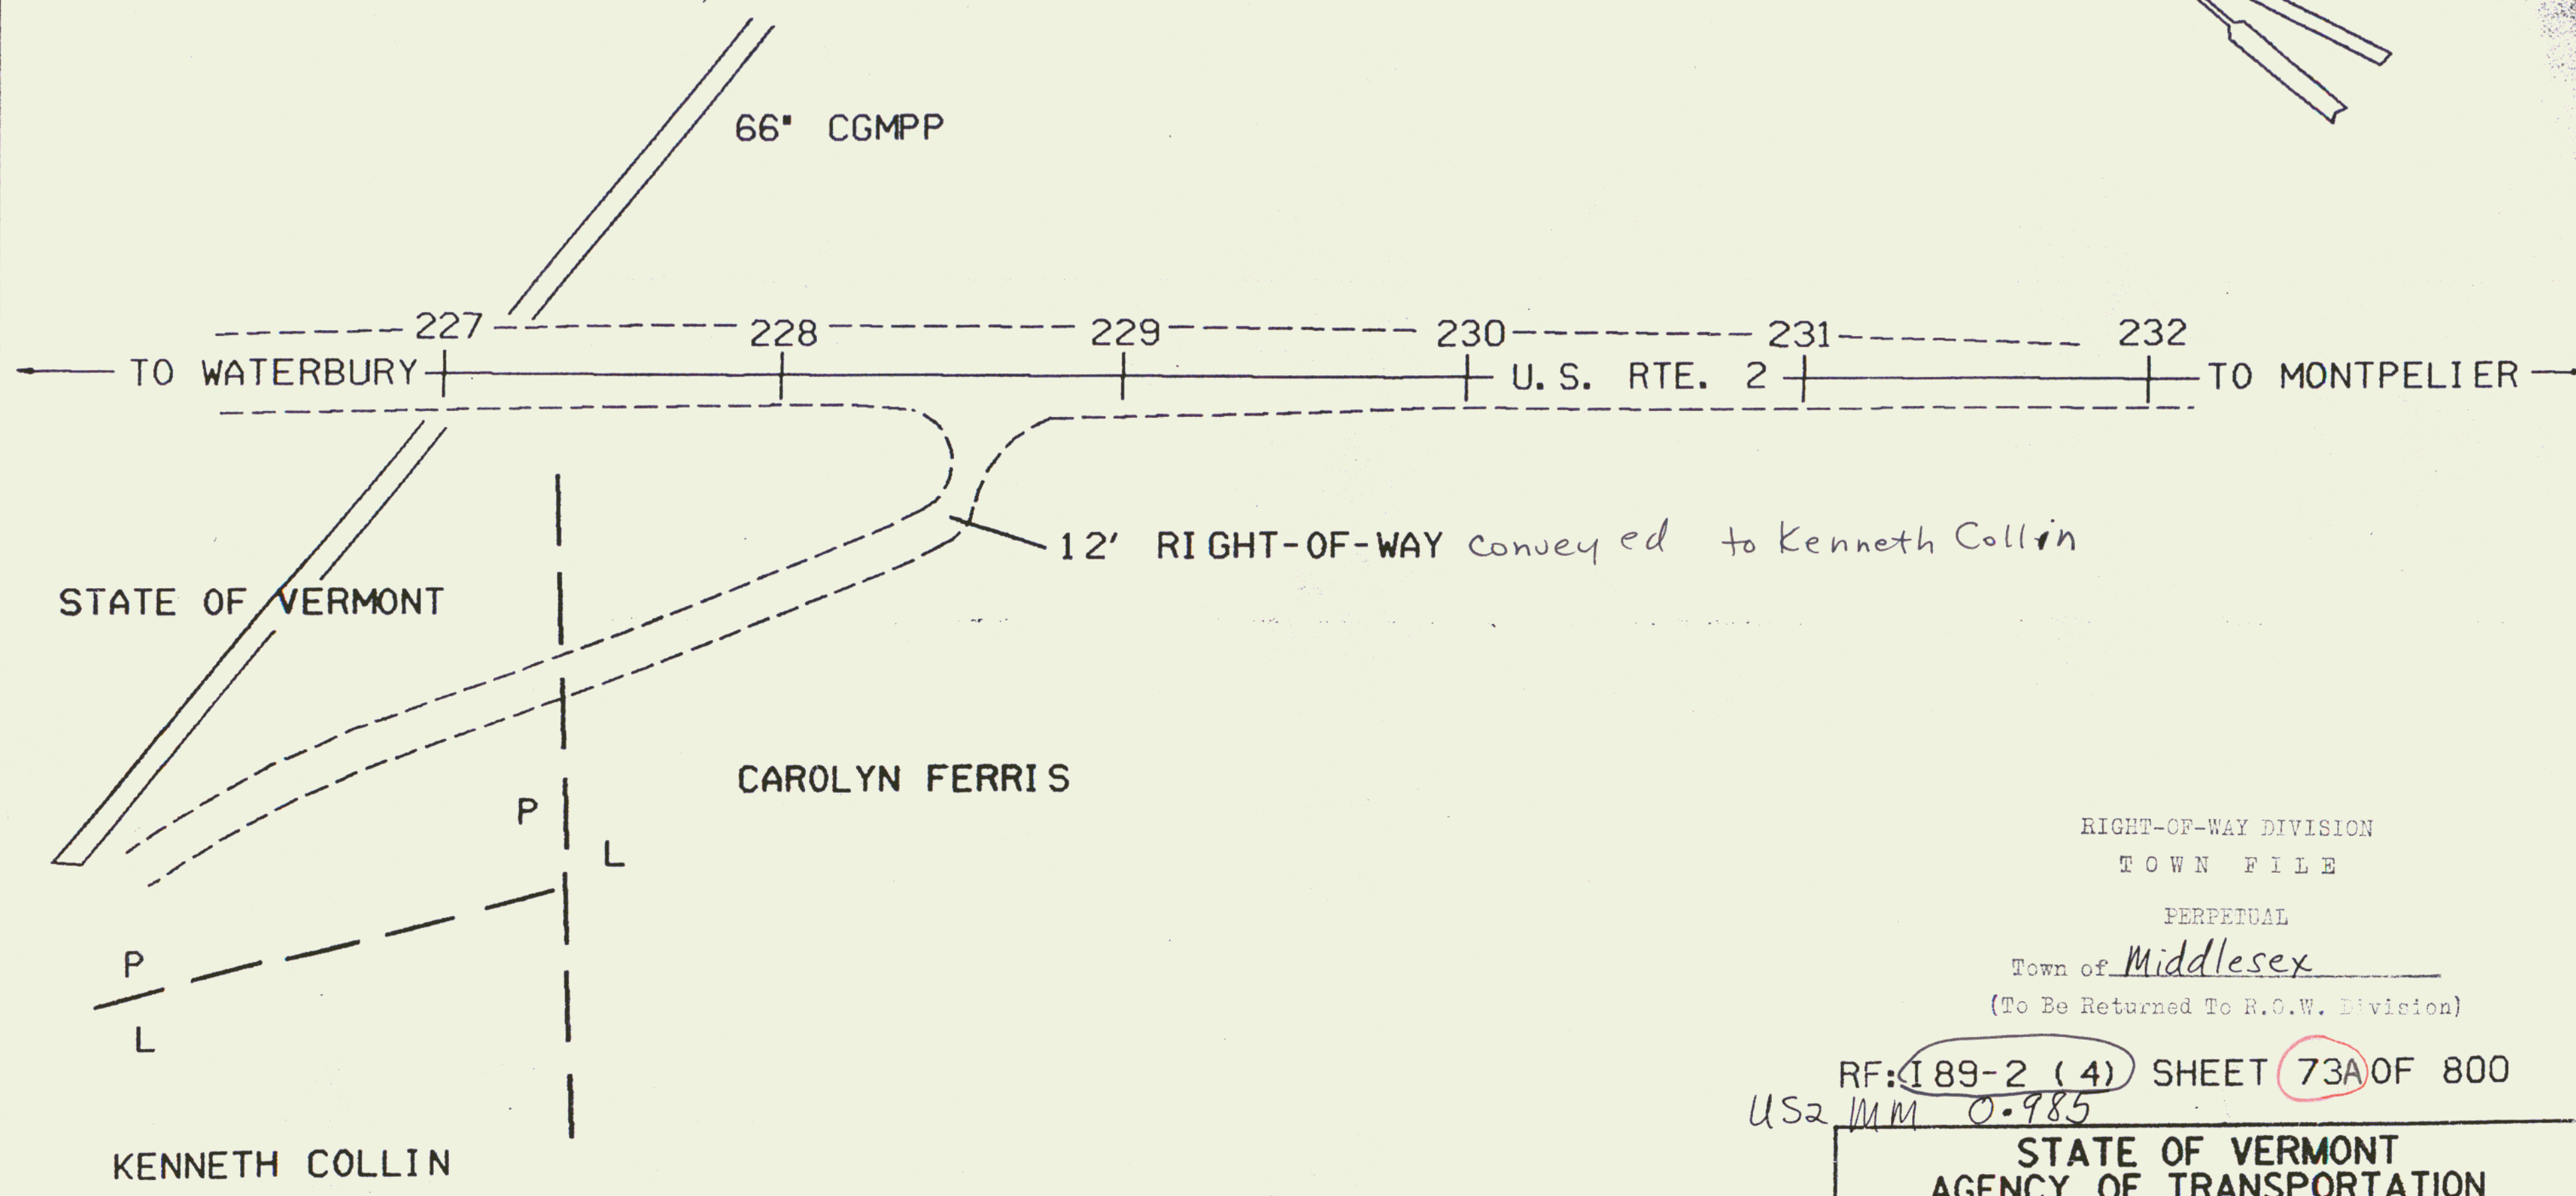 66" CGMPP
227 228 229 230 231 232
TO WATERBURY U.S. RTE. 2 TO MONTPELIER
12' RIGHT-OF-WAY conveyed to Kenneth Collin
STATE OF VERMONT
CAROLYN FERRIS
P
L
P
L
KENNETH COLLIN
RIGHT-OF-WAY DIVISION
TOWN FILE
PERPETUAL
Town of Middlesex
(To Be Returned To R.O.W. Division)
RF: I 89-2 (4) SHEET 73A OF 800
US2 MM 0.985
STATE OF VERMONT
AGENCY OF TRANSPORTATION